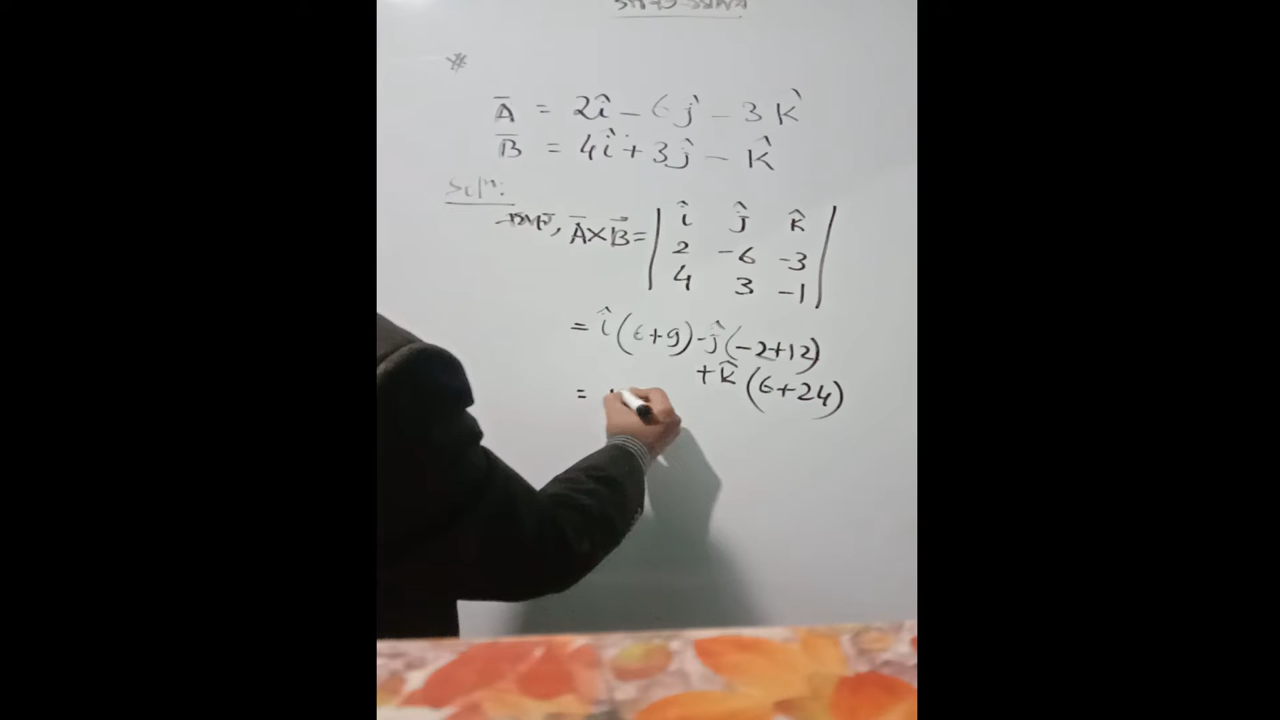 *
A̅ = 2î - 6ĵ - 3k̂
B̅ = 4î + 3ĵ - k̂
Solⁿ:
A̅×B̅ = | î ĵ k̂ |
2 -6 -3
4 3 -1
= î(6+9) - ĵ(-2+12)
+ k̂(6+24)
=